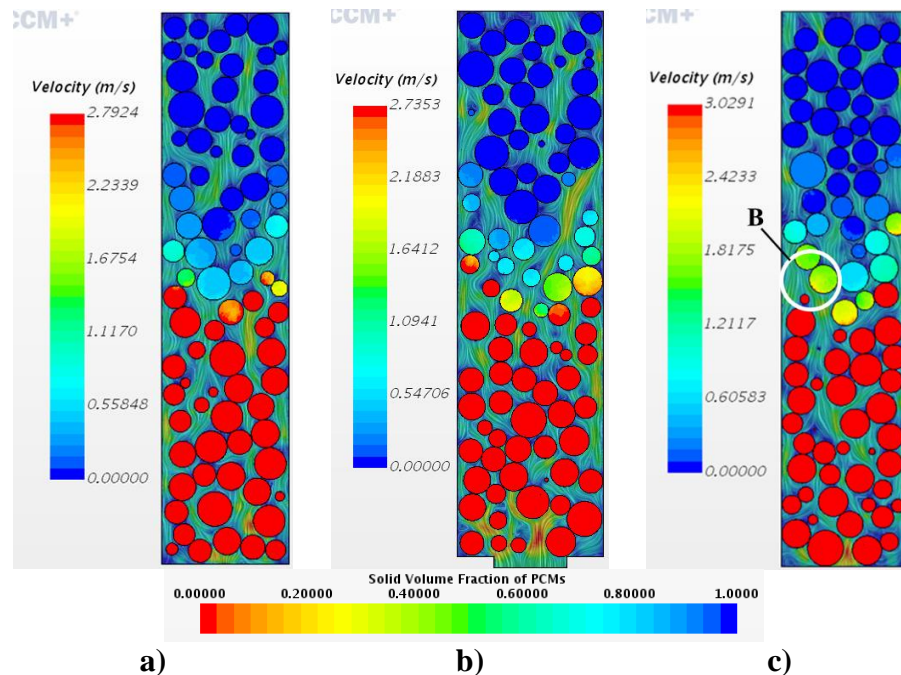 CCM+® CCM+® CCM+®
Velocity (m/s)
2.7924
2.2339
1.6754
1.1170
0.55848
0.00000
Velocity (m/s)
2.7353
2.1883
1.6412
1.0941
0.54706
0.00000
Velocity (m/s)
3.0291
2.4233
1.8175
1.2117
0.60583
0.00000
B
Solid Volume Fraction of PCMs
0.00000 0.20000 0.40000 0.60000 0.80000 1.0000
a) b) c)